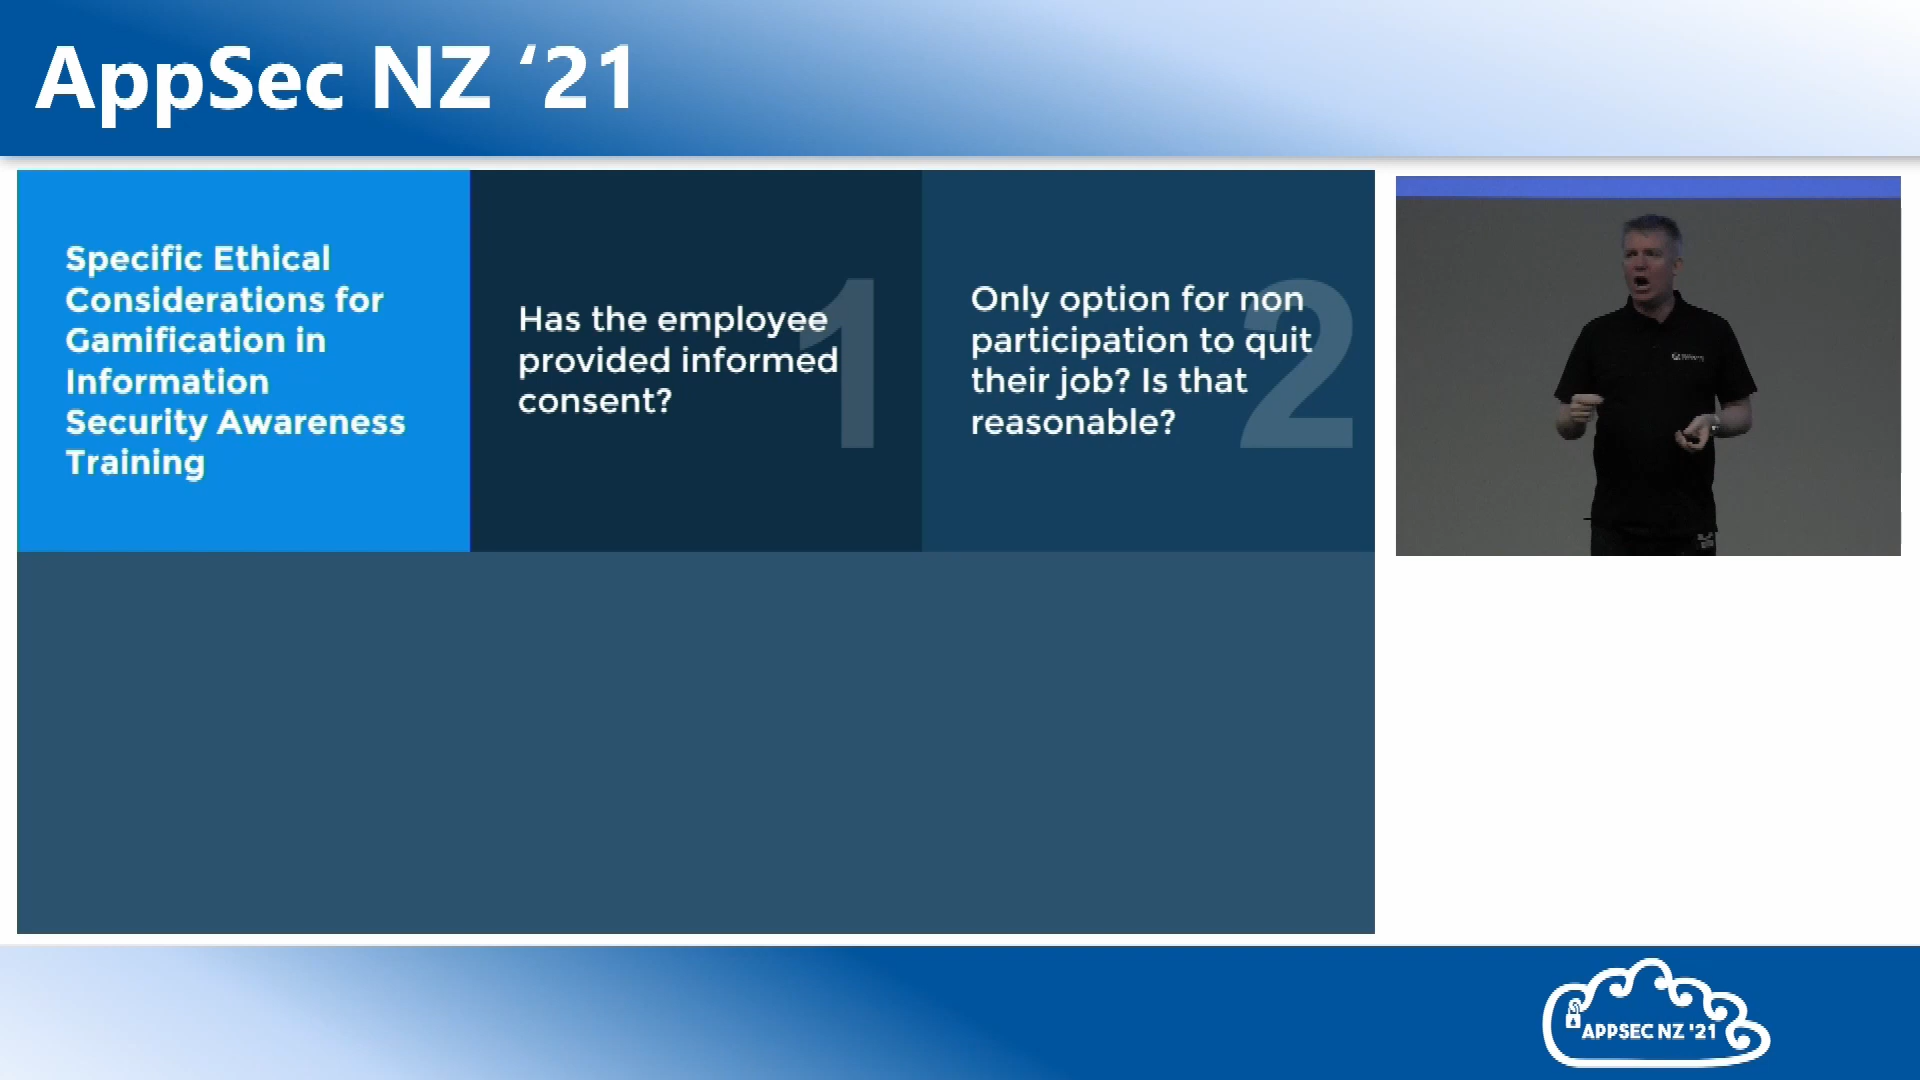 AppSec NZ ‘21
Specific Ethical
Considerations for
Gamification in
Information
Security Awareness
Training
Has the employee
provided informed
consent?
1
Only option for non
participation to quit
their job? Is that
reasonable?
2
APPSEC NZ '21